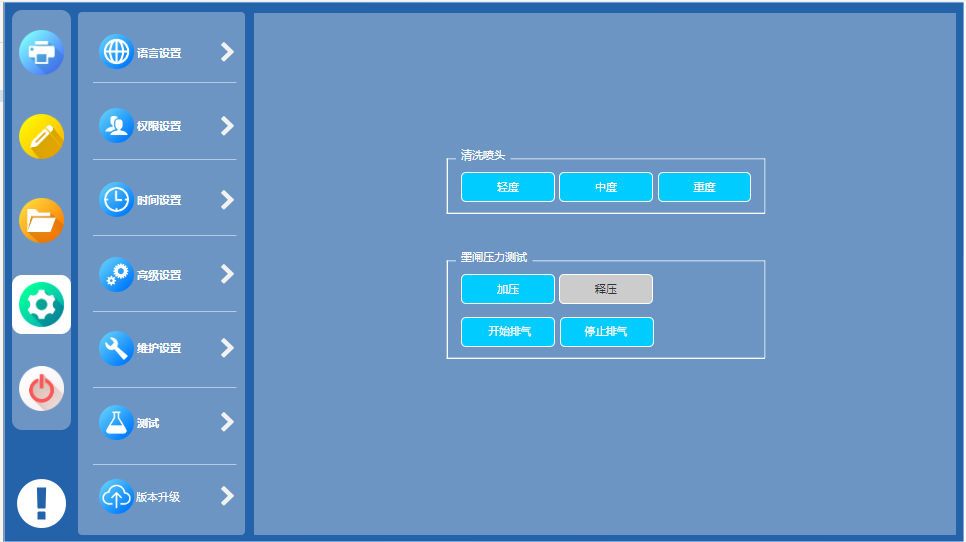 语言设置
权限设置
时间设置
高级设置
维护设置
测试
版本升级
清洗喷头
轻度 中度 重度
墨闸压力测试
加压 释压
开始排气 停止排气